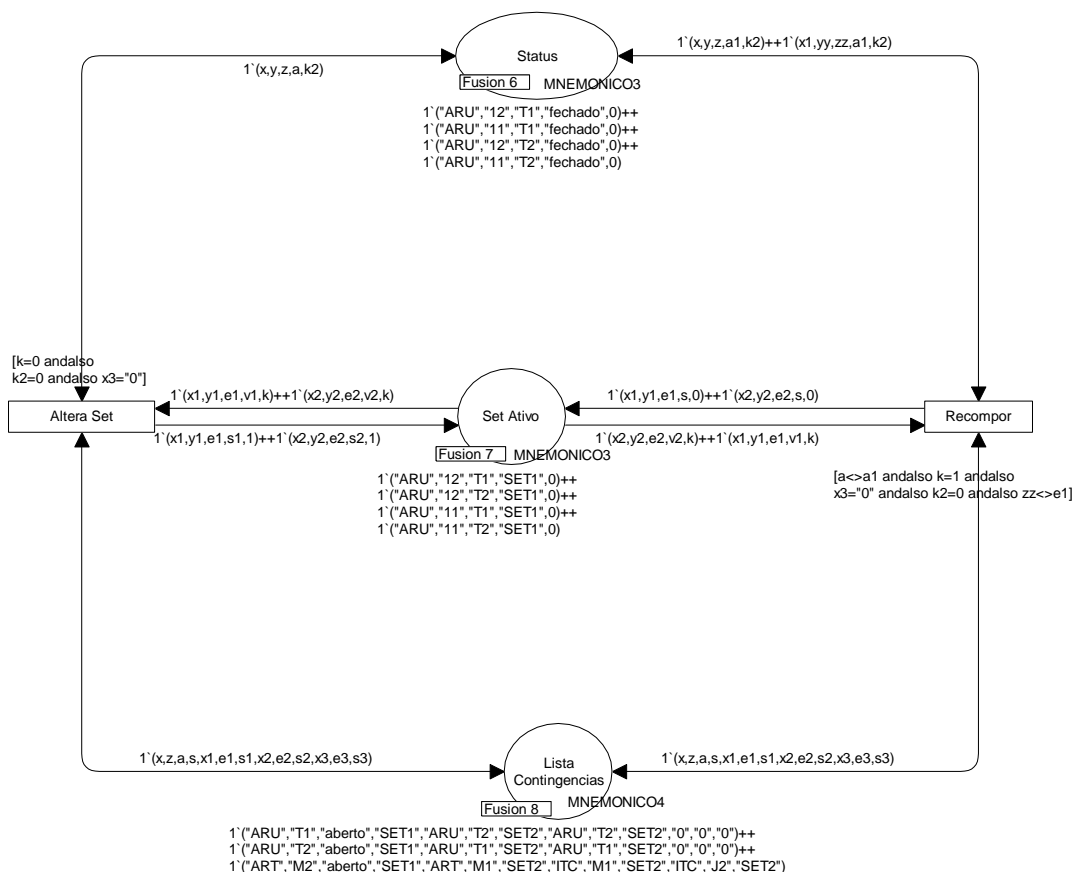 1`(x,y,z,a,k2)
Status
1`(x,y,z,a1,k2)++1`(x1,yy,zz,a1,k2)
Fusion 6
MNEMONICO3
1`("ARU","12","T1","fechado",0)++
1`("ARU","11","T1","fechado",0)++
1`("ARU","12","T2","fechado",0)++
1`("ARU","11","T2","fechado",0)
[k=0 andalso
k2=0 andalso x3="0"]
Altera Set
1`(x1,y1,e1,v1,k)++1`(x2,y2,e2,v2,k)
1`(x1,y1,e1,s1,1)++1`(x2,y2,e2,s2,1)
Set Ativo
1`(x1,y1,e1,s,0)++1`(x2,y2,e2,s,0)
1`(x2,y2,e2,v2,k)++1`(x1,y1,e1,v1,k)
Recompor
Fusion 7
MNEMONICO3
1`("ARU","12","T1","SET1",0)++
1`("ARU","12","T2","SET1",0)++
1`("ARU","11","T1","SET1",0)++
1`("ARU","11","T2","SET1",0)
[a<>a1 andalso k=1 andalso
x3="0" andalso k2=0 andalso zz<>e1]
1`(x,z,a,s,x1,e1,s1,x2,e2,s2,x3,e3,s3)
Lista
Contingencias
1`(x,z,a,s,x1,e1,s1,x2,e2,s2,x3,e3,s3)
Fusion 8
MNEMONICO4
1`("ARU","T1","aberto","SET1","ARU","T2","SET2","ARU","T2","SET2","0","0","0")++
1`("ARU","T2","aberto","SET1","ARU","T1","SET2","ARU","T1","SET2","0","0","0")++
1`("ART","M2","aberto","SET1","ART","M1","SET2","ITC","M1","SET2","ITC","J2","SET2")